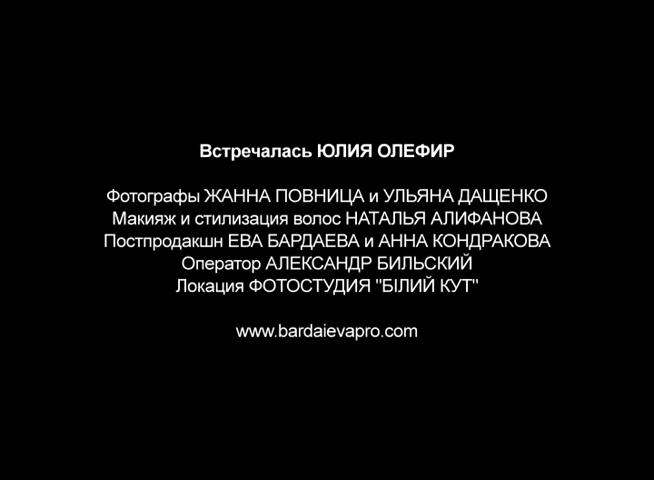 Встречалась ЮЛИЯ ОЛЕФИР
Фотографы ЖАННА ПОВНИЦА и УЛЬЯНА ДАЩЕНКО
Макияж и стилизация волос НАТАЛЬЯ АЛИФАНОВА
Постпродакшн ЕВА БАРДАЕВА и АННА КОНДРАКОВА
Оператор АЛЕКСАНДР БИЛЬСКИЙ
Локация ФОТОСТУДИЯ "БІЛИЙ КУТ"
www.bardaievapro.com